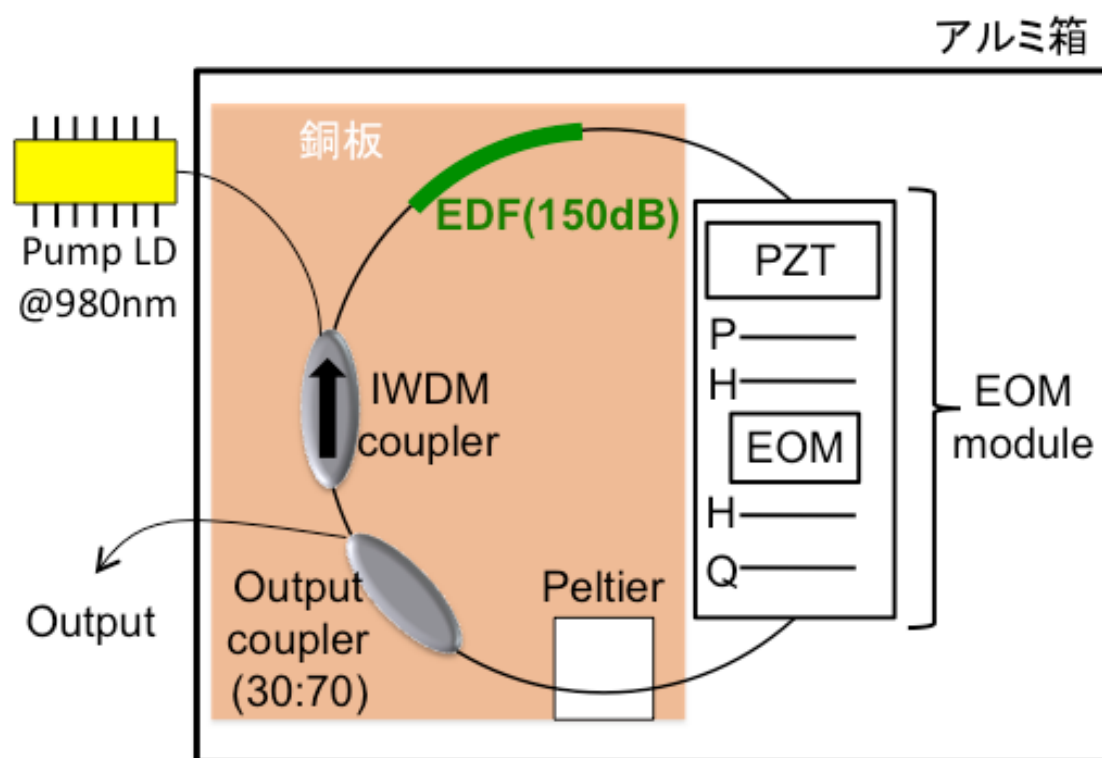 アルミ箱
銅板
Pump LD
@980nm
EDF(150dB)
PZT
P
H
EOM
H
Q
EOM
module
IWDM
coupler
Output
Output
coupler
(30:70)
Peltier